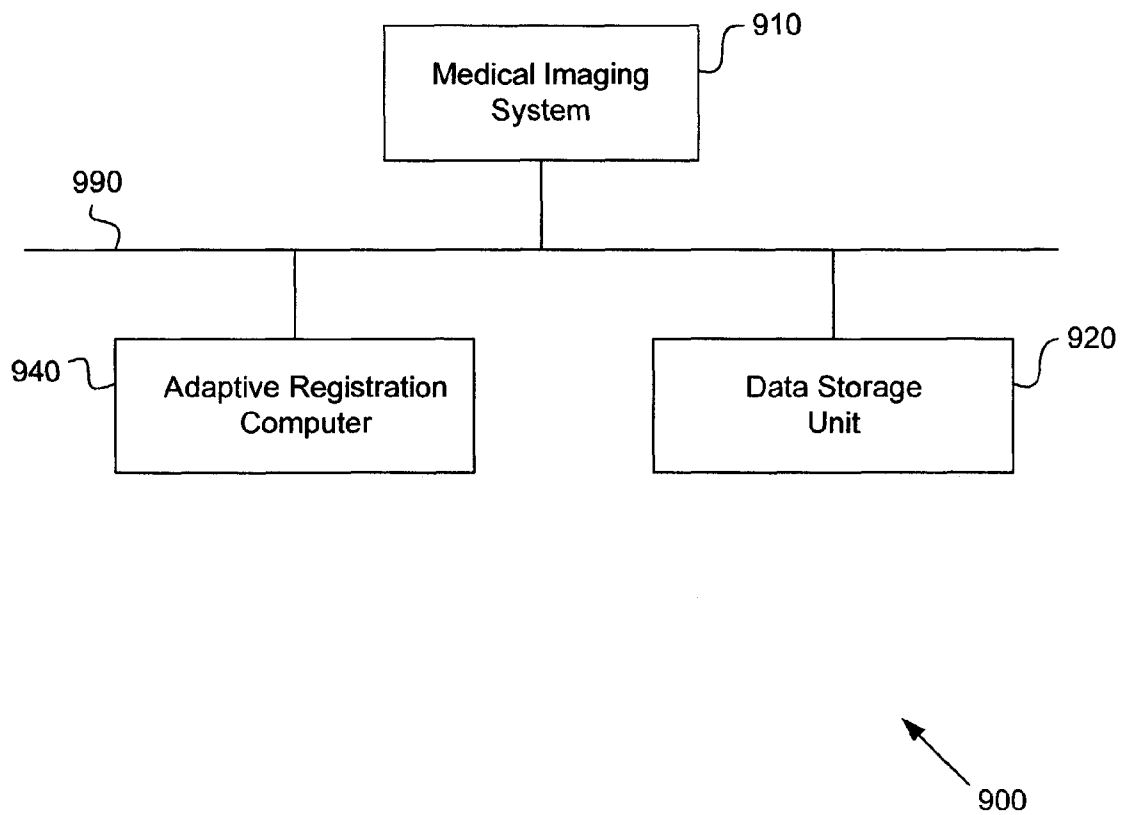 910
Medical Imaging
System
990
940
Adaptive Registration
Computer
920
Data Storage
Unit
900